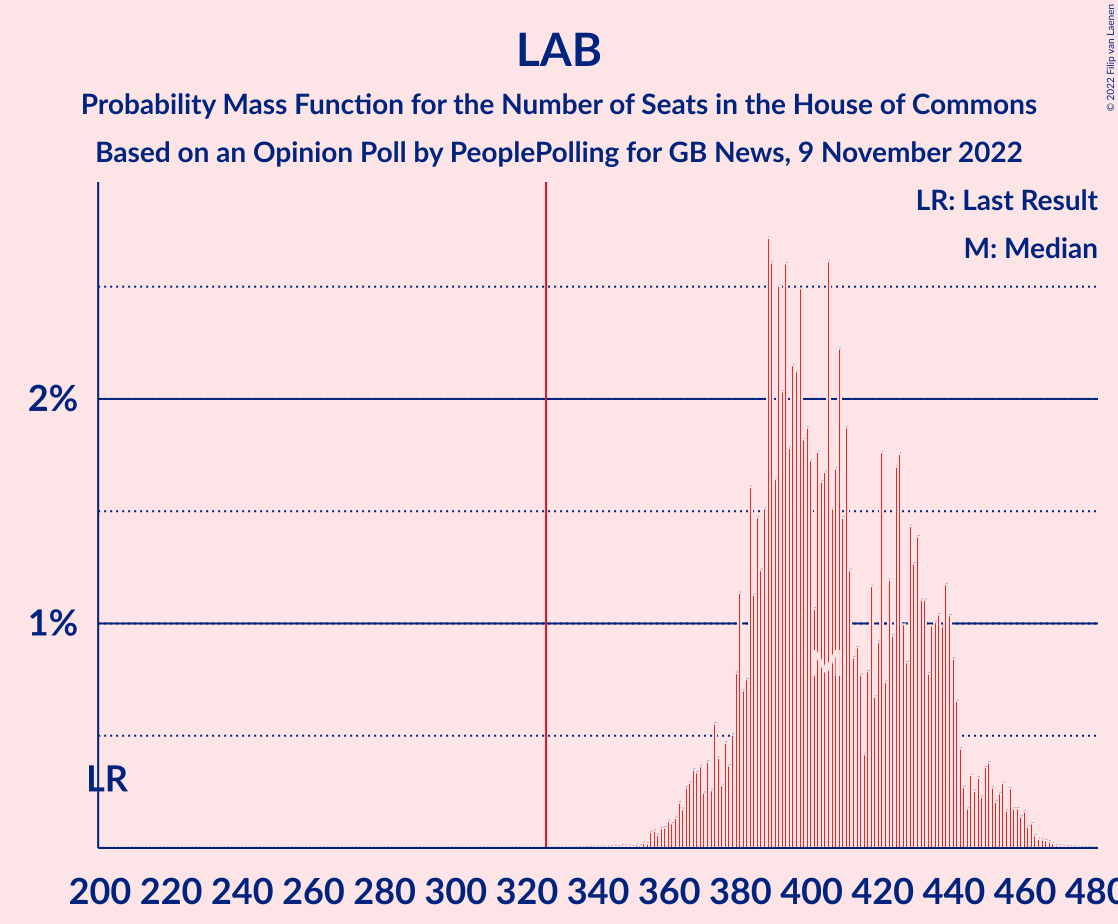 LAB
Probability Mass Function for the Number of Seats in the House of Commons
Based on an Opinion Poll by PeoplePolling for GB News, 9 November 2022
© 2022 Filip van Laenen
LR: Last Result
M: Median
2%
1%
LR
M
200 220 240 260 280 300 320 340 360 380 400 420 440 460 480